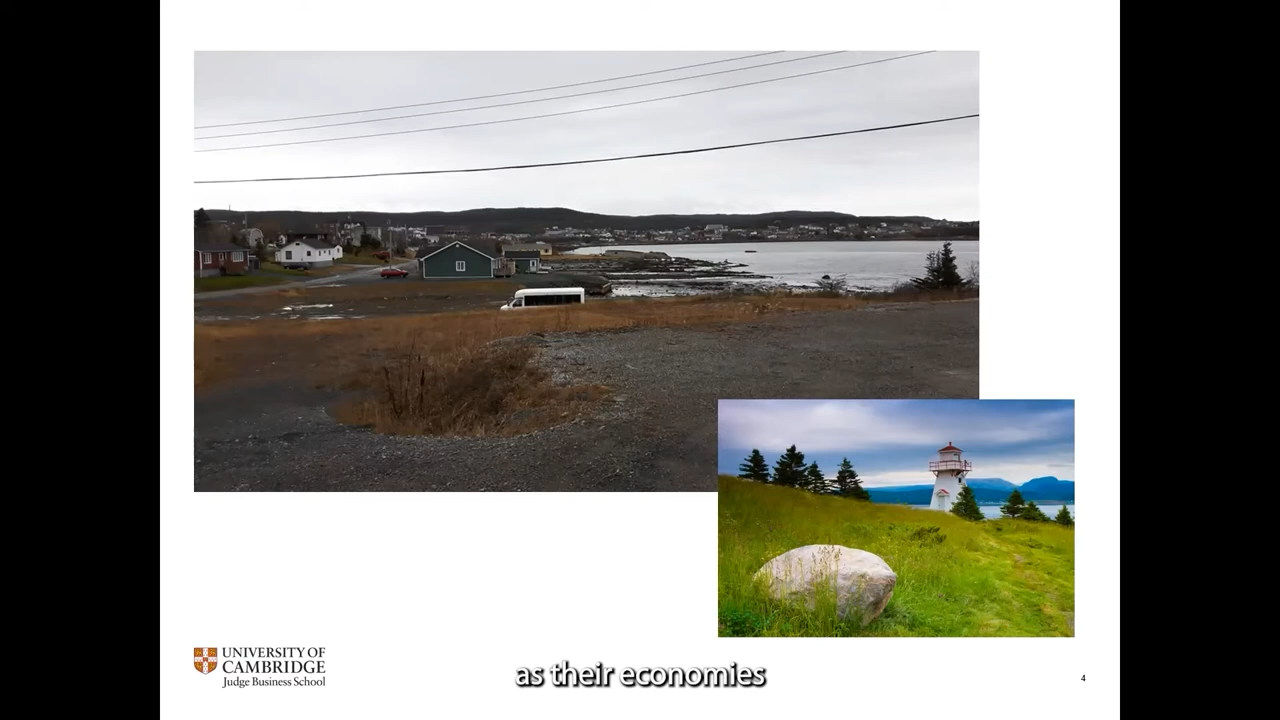 UNIVERSITY OF
CAMBRIDGE
Judge Business School
as their economies
4